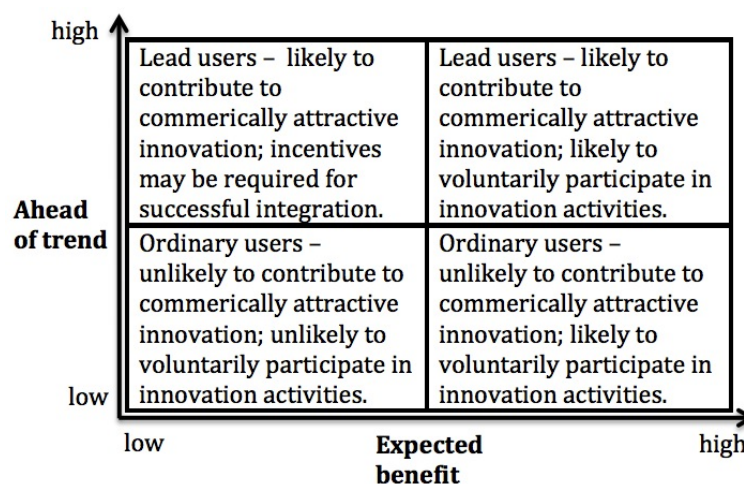 high
Lead users – likely to
contribute to
commerically attractive
innovation; incentives
may be required for
successful integration.
Lead users – likely to
contribute to
commerically attractive
innovation; likely to
voluntarily participate in
innovation activities.
Ahead
of trend
Ordinary users –
unlikely to contribute to
commerically attractive
innovation; unlikely to
voluntarily participate in
innovation activities.
Ordinary users –
unlikely to contribute to
commerically attractive
innovation; likely to
voluntarily participate in
innovation activities.
low
low
Expected
benefit
high